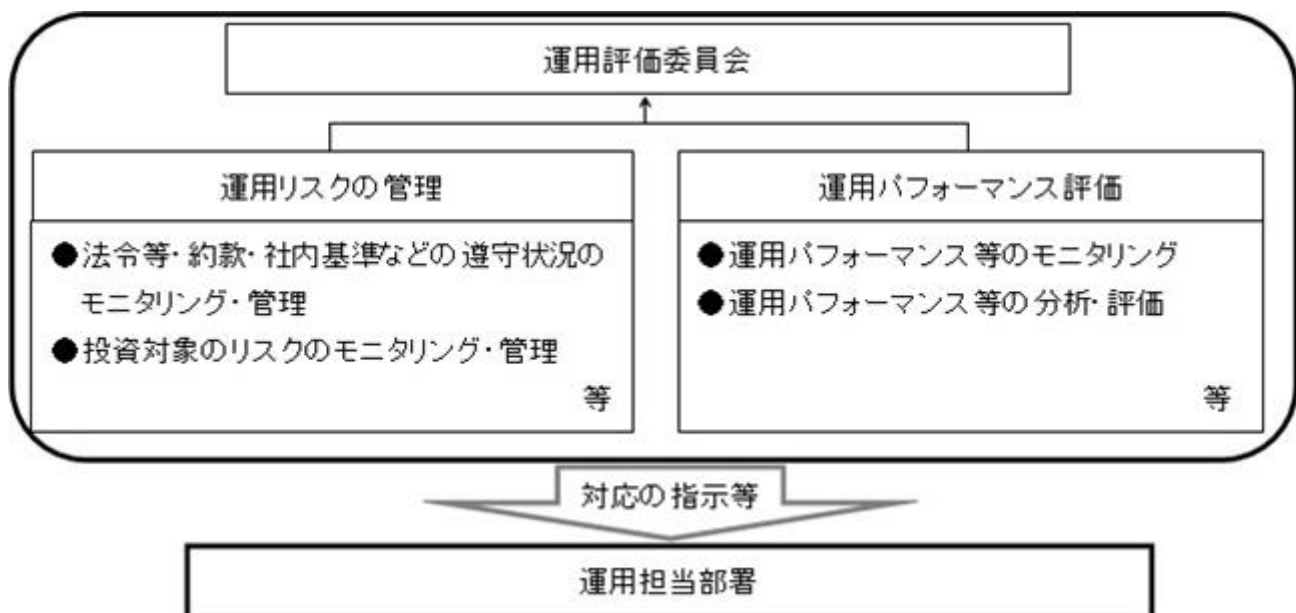 運用評価委員会
運用リスクの管理
●法令等・約款・社内基準などの遵守状況の
モニタリング・管理
●投資対象のリスクのモニタリング・管理
等
運用パフォーマンス評価
●運用パフォーマンス等のモニタリング
●運用パフォーマンス等の分析・評価
等
対応の指示等
運用担当部署